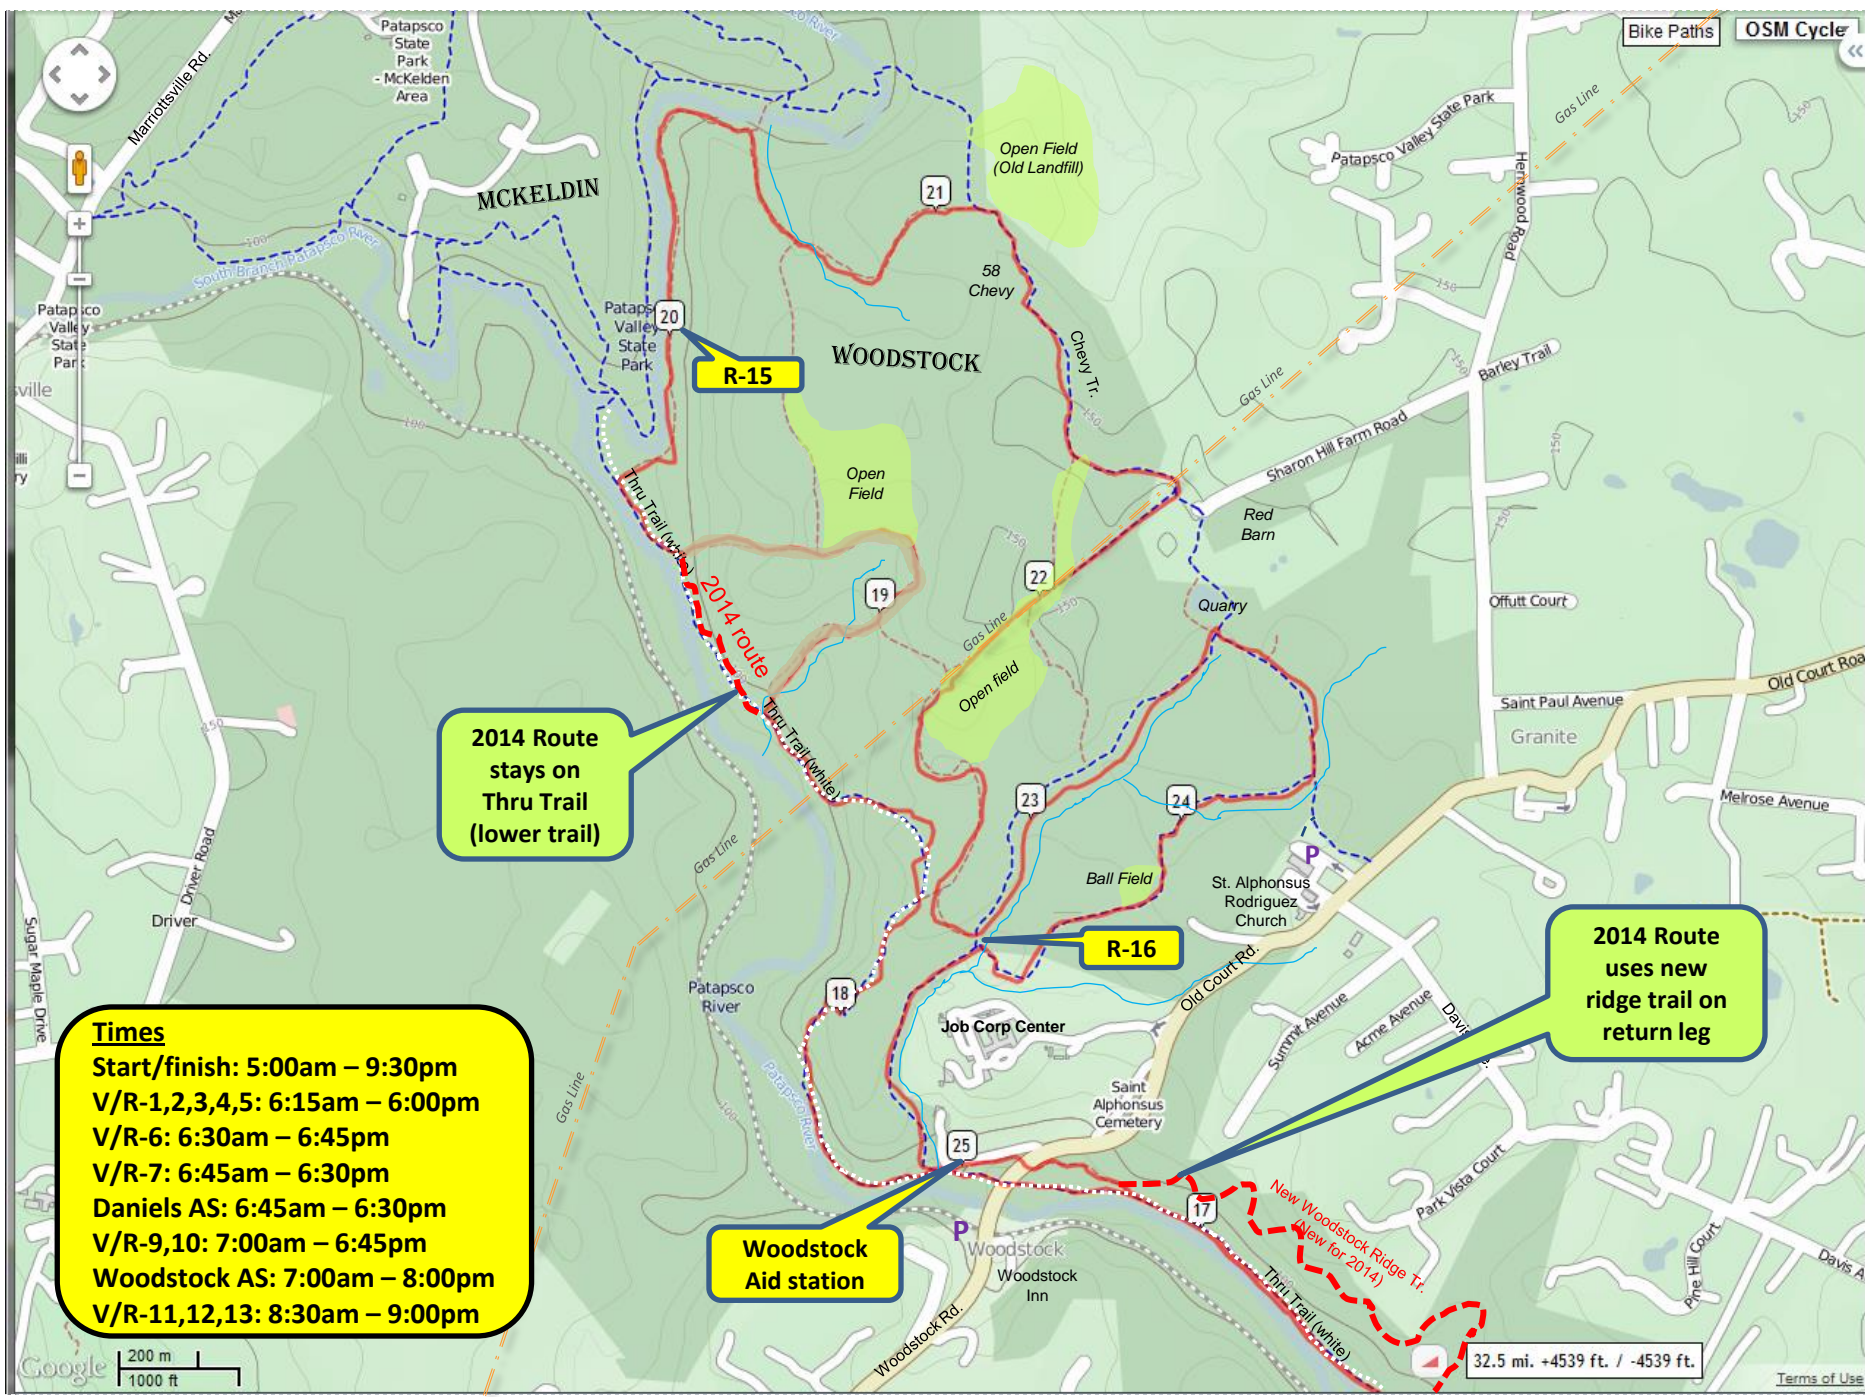 Patapsco
State
Park
- McKelden
Area
Marriottsville Rd.
Bike Paths
OSM Cycle
«
Gas Line
Patapsco Valley State Park
Hernwood Road
Open Field
(Old Landfill)
MCKELDIN
21
100
South Branch Patapsco River
58
Chevy
150
Patapsco
Valley
State
Park
Patapsco
Valley
State
Park
20
R-15
WOODSTOCK
Chevy Tr.
Gas Line
Barley Trail
150
150
sville
100
Sharon Hill Farm Road
Open
Field
Thru Trail (white)
Red
Barn
150
150
150
22
19
2014 route
Quarry
Offutt Court
150
Gas Line
Open field
Old Court Road
Saint Paul Avenue
Granite
150
2014 Route
stays on
Thru Trail
(lower trail)
Thru Trail (white)
23
24
Melrose Avenue
Gas Line
Driver Road
P
Ball Field
St. Alphonsus
Rodriguez
Church
Driver
Sugar Maple Drive
R-16
2014 Route
uses new
ridge trail on
return leg
Old Court Rd.
Patapsco
River
18
Job Corp Center
Summit Avenue
Acme Avenue
Times
Start/finish: 5:00am – 9:30pm
V/R-1,2,3,4,5: 6:15am – 6:00pm
V/R-6: 6:30am – 6:45pm
V/R-7: 6:45am – 6:30pm
Daniels AS: 6:45am – 6:30pm
V/R-9,10: 7:00am – 6:45pm
Woodstock AS: 7:00am – 8:00pm
V/R-11,12,13: 8:30am – 9:00pm
Gas Line
100
Patapsco River
Saint
Alphonsus
Cemetery
25
Park Vista Court
17
New Woodstock Ridge Tr.
(New for 2014)
P
Woodstock
Woodstock
Inn
Woodstock
Aid station
Pine Hill Court
Davis A
Thru Trail (white)
Woodstock Rd.
Google
200 m
1000 ft
32.5 mi. +4539 ft. / -4539 ft.
Terms of Use